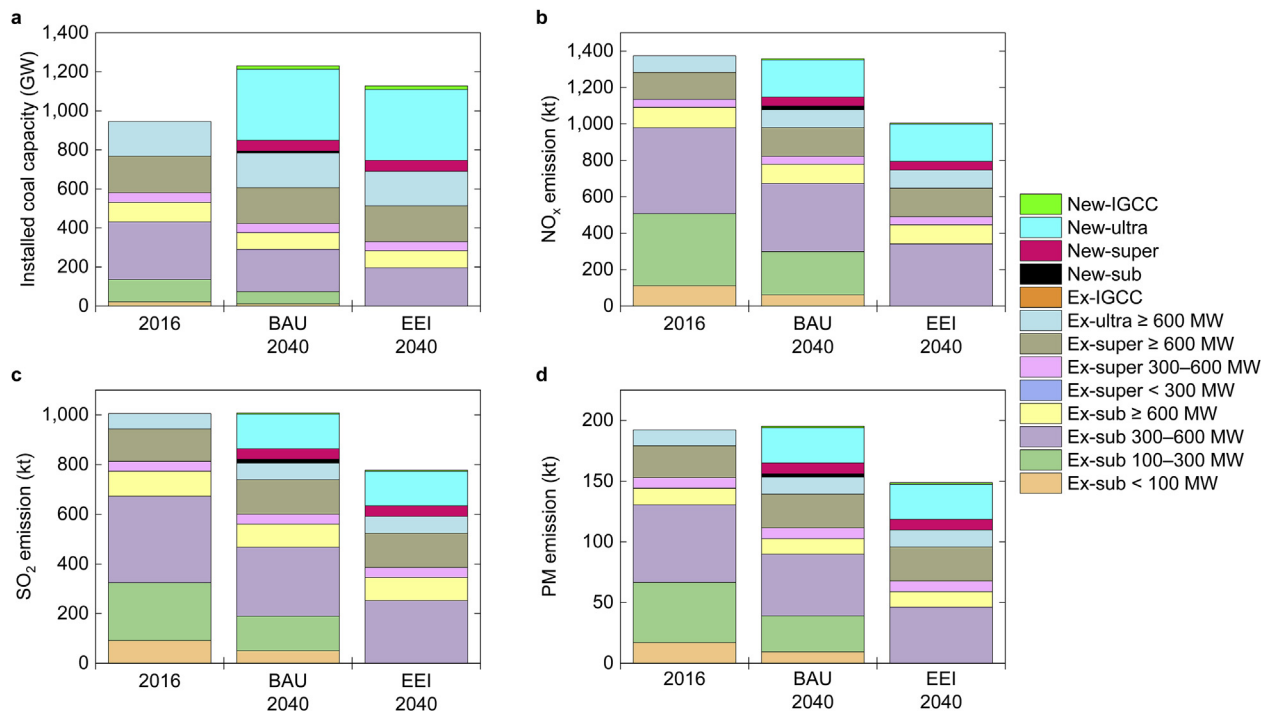 a
Installed coal capacity (GW)
1,400
1,200
1,000
800
600
400
200
0
2016
BAU
2040
EEI
2040
b
NOx emission (kt)
1,400
1,200
1,000
800
600
400
200
0
2016
BAU
2040
EEI
2040
c
SO2 emission (kt)
1,000
800
600
400
200
0
2016
BAU
2040
EEI
2040
d
PM emission (kt)
200
150
100
50
0
2016
BAU
2040
EEI
2040
New-IGCC
New-ultra
New-super
New-sub
Ex-IGCC
Ex-ultra ≥ 600 MW
Ex-super ≥ 600 MW
Ex-super 300–600 MW
Ex-super < 300 MW
Ex-sub ≥ 600 MW
Ex-sub 300–600 MW
Ex-sub 100–300 MW
Ex-sub < 100 MW